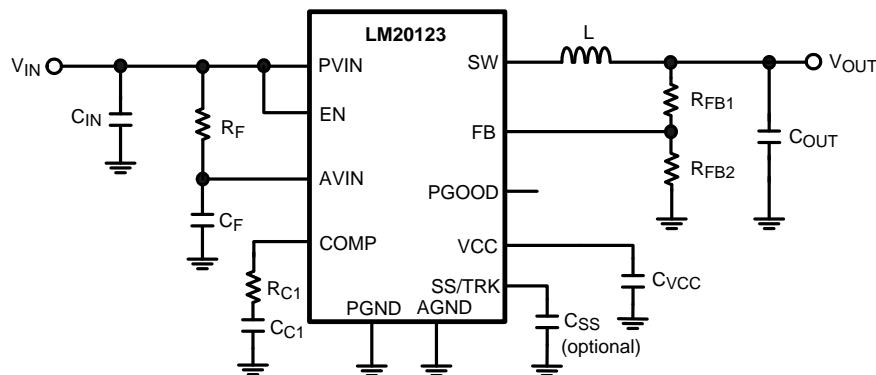 LM20123
L
VIN
PVIN
SW
VOUT
CIN
RF
EN
RFB1
FB
COUT
AVIN
RFB2
PGOOD
CF
COMP
VCC
RC1
SS/TRK
CVCC
CC1
PGND
AGND
CSS
(optional)